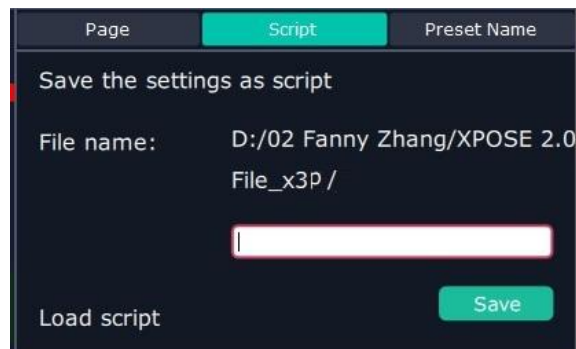 Page Script Preset Name
Save the settings as script
File name: D:/02 Fanny Zhang/XPOSE 2.0
File_x3p /
Save
Load script